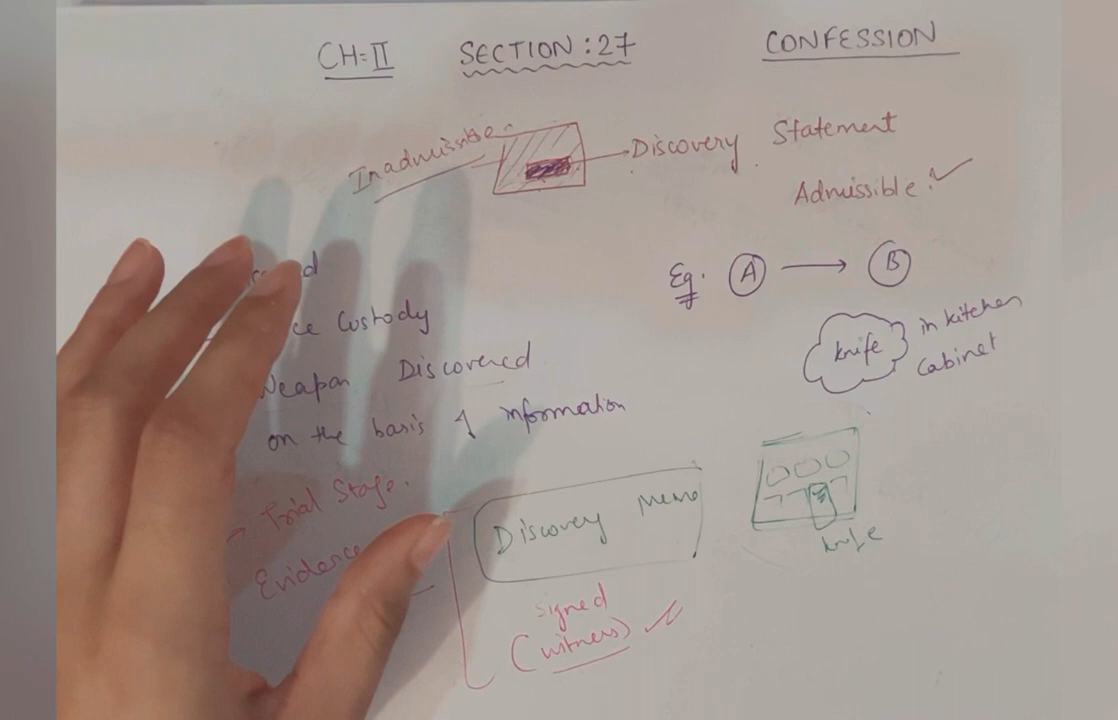 CH=II SECTION:27 CONFESSION
Inadmissible
Discovery Statement
Admissible
Eg. A → B
Custody
knife in kitchen
cabinet
Weapon Discovered
on the basis of information
→ Trial Stage.
Evidence
Discovery Memo
knife
signed
(witness)